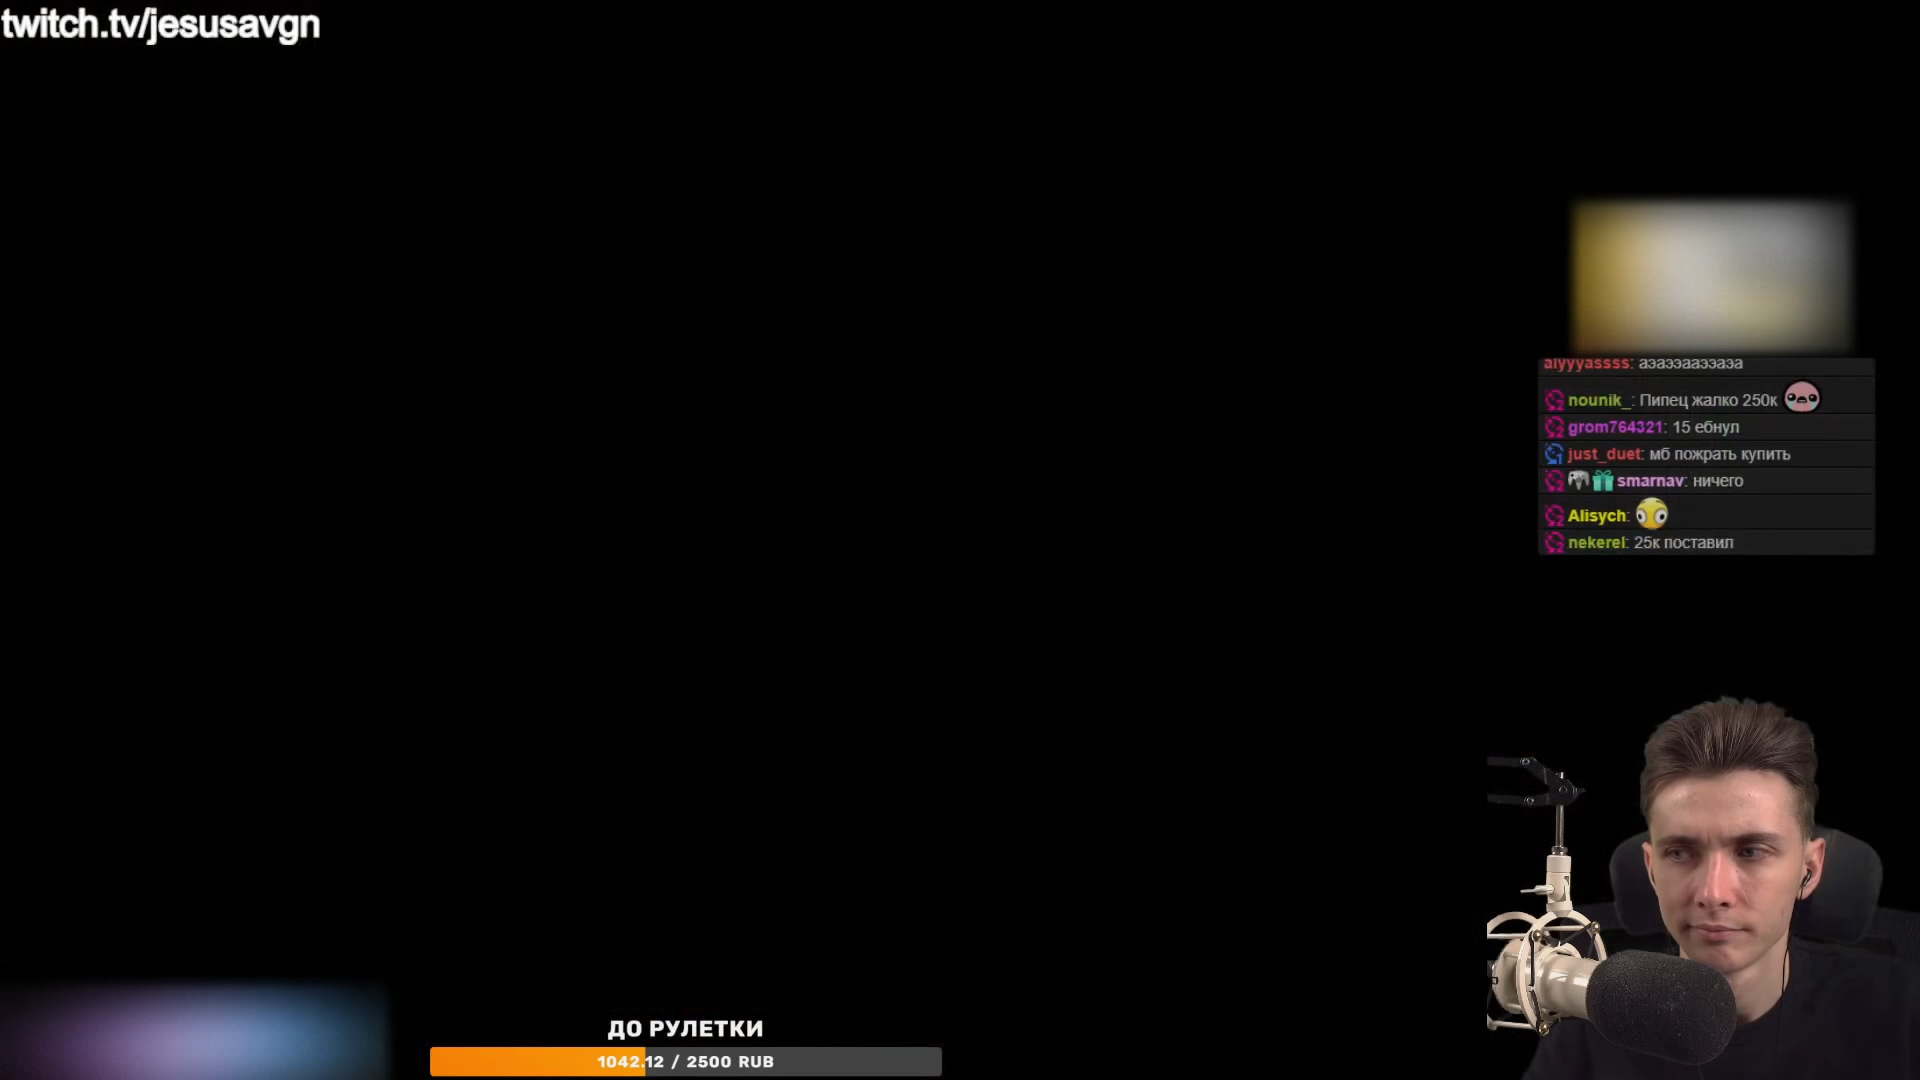 twitch.tv/jesusavgn
alyyyassss: аэаээааэзаэа
nounik_: Пипец жалко 250к
grom764321: 15 ебнул
just_duet: мб пожрать купить
smarnav: ничего
Alisych:
nekerel: 25к поставил
ДО РУЛЕТКИ
1042.12 / 2500 RUB